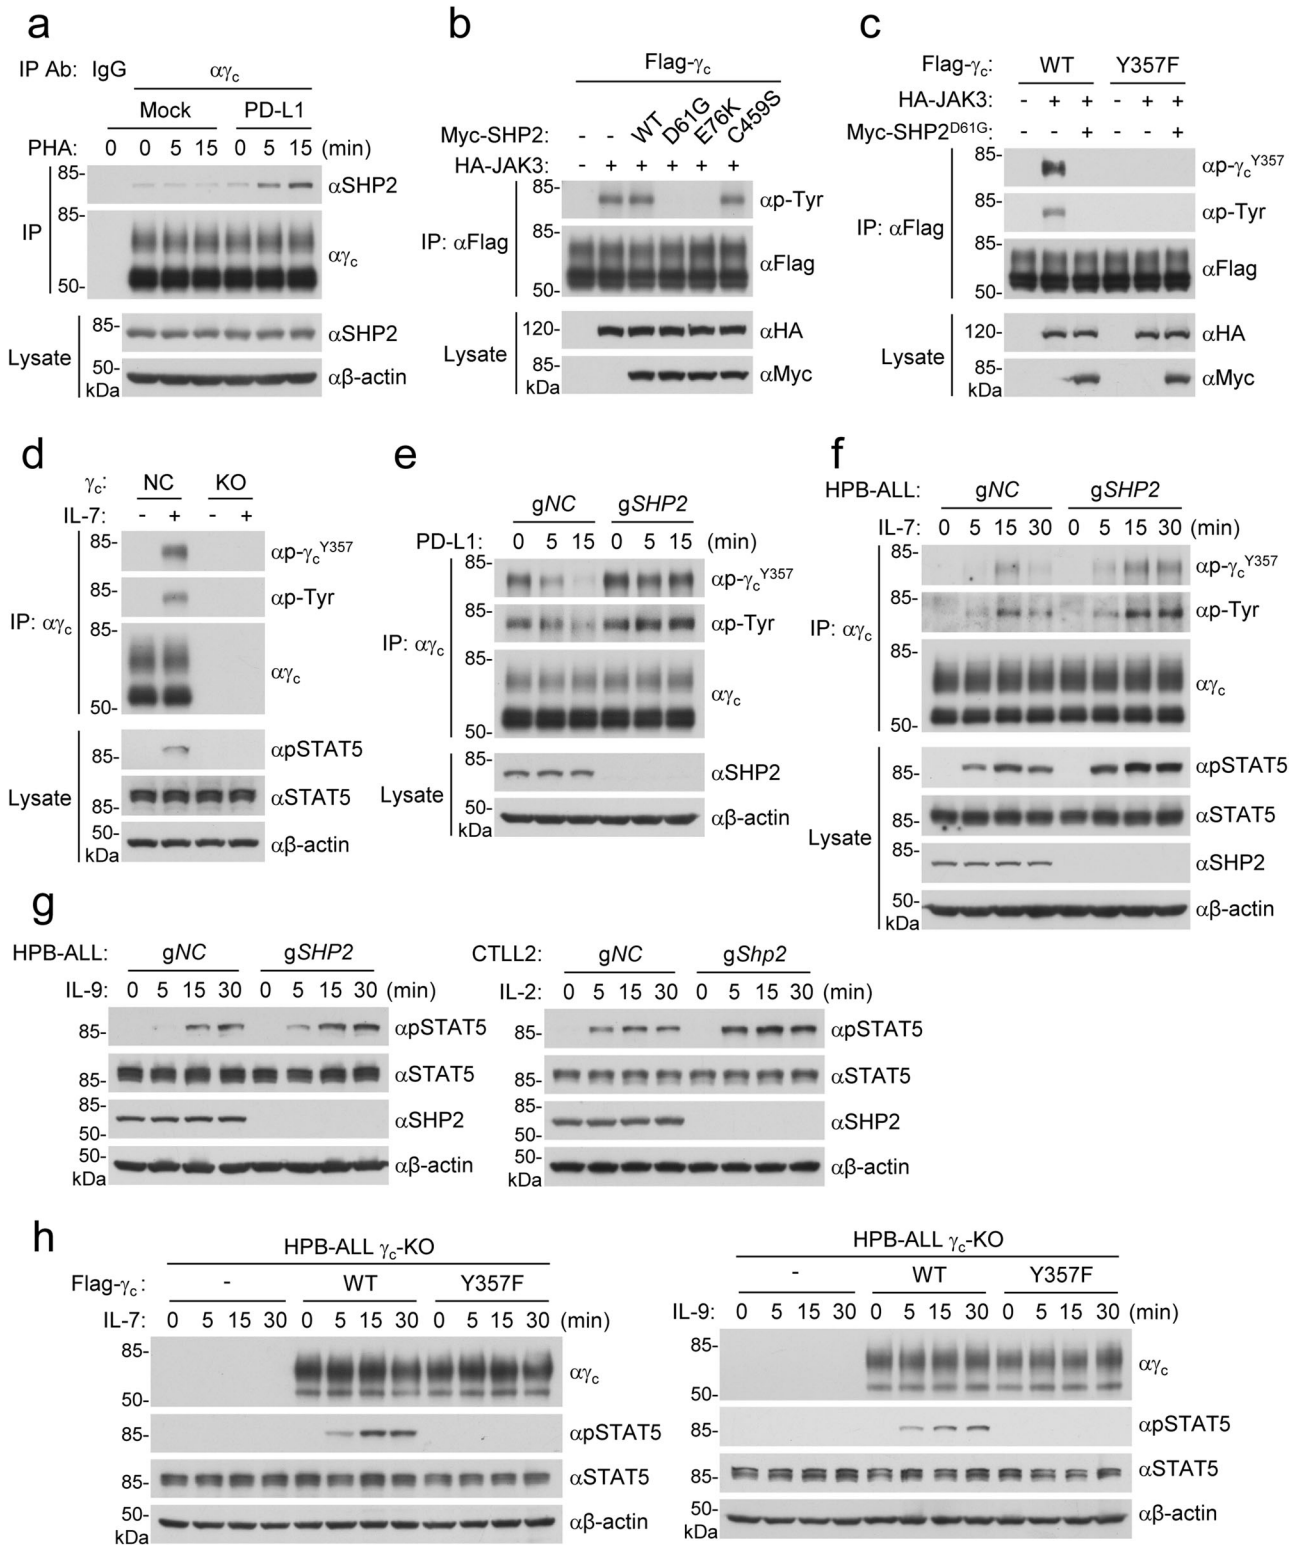 a
IP Ab: IgG αγc
Mock PD-L1
PHA: 0 0 5 15 0 5 15 (min)
85- αSHP2
IP
85-
αγc
50-
Lysate
85- αSHP2
50- αβ-actin
kDa
b
Flag-γc
Myc-SHP2: - - WT D61G E76K C459S
HA-JAK3: - + + + + +
IP: αFlag
85- αp-Tyr
85-
αFlag
50-
Lysate
120- αHA
85- αMyc
kDa
c
Flag-γc: WT Y357F
HA-JAK3: - + + - + +
Myc-SHP2D61G: - - + - - +
IP: αFlag
85- αp-γcY357
85- αp-Tyr
85-
αFlag
50-
Lysate
120- αHA
85- αMyc
kDa
d
γc: NC KO
IL-7: - + - +
IP: αγc
85- αp-γcY357
85- αp-Tyr
85-
αγc
50-
Lysate
85- αpSTAT5
85- αSTAT5
50- αβ-actin
kDa
e
gNC gSHP2
PD-L1: 0 5 15 0 5 15 (min)
IP: αγc
85- αp-γcY357
85- αp-Tyr
85-
αγc
50-
Lysate
85- αSHP2
50- αβ-actin
kDa
f
HPB-ALL: gNC gSHP2
IL-7: 0 5 15 30 0 5 15 30 (min)
IP: αγc
85- αp-γcY357
85- αp-Tyr
85-
αγc
50-
Lysate
85- αpSTAT5
85- αSTAT5
85- αSHP2
50- αβ-actin
kDa
g
HPB-ALL: gNC gSHP2
IL-9: 0 5 15 30 0 5 15 30 (min)
85- αpSTAT5
85- αSTAT5
85- αSHP2
50-
50- αβ-actin
kDa
CTLL2: gNC gShp2
IL-2: 0 5 15 30 0 5 15 30 (min)
85- αpSTAT5
85- αSTAT5
85- αSHP2
50-
50- αβ-actin
kDa
h
HPB-ALL γc-KO
Flag-γc: - WT Y357F
IL-7: 0 5 15 30 0 5 15 30 0 5 15 30 (min)
85-
αγc
50-
85- αpSTAT5
85- αSTAT5
50- αβ-actin
kDa
HPB-ALL γc-KO
- WT Y357F
IL-9: 0 5 15 30 0 5 15 30 0 5 15 30 (min)
85-
αγc
50-
85- αpSTAT5
85- αSTAT5
50- αβ-actin
kDa